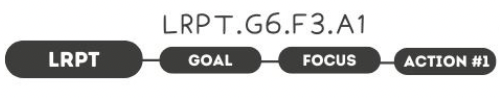 LRPT.G6.F3.A1
LRPT GOAL FOCUS ACTION #1